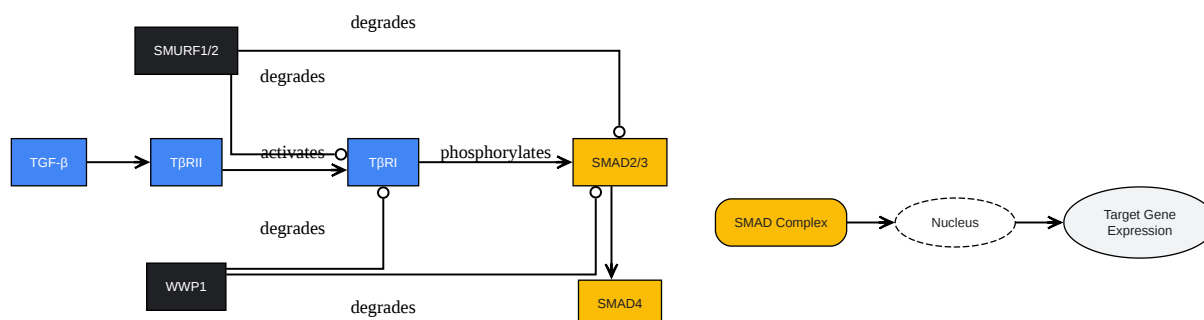 degrades
SMURF1/2
degrades
TGF-β
TβRII
activates
TβRI
phosphorylates
SMAD2/3
SMAD Complex
Nucleus
Target Gene
Expression
degrades
WWP1
degrades
SMAD4